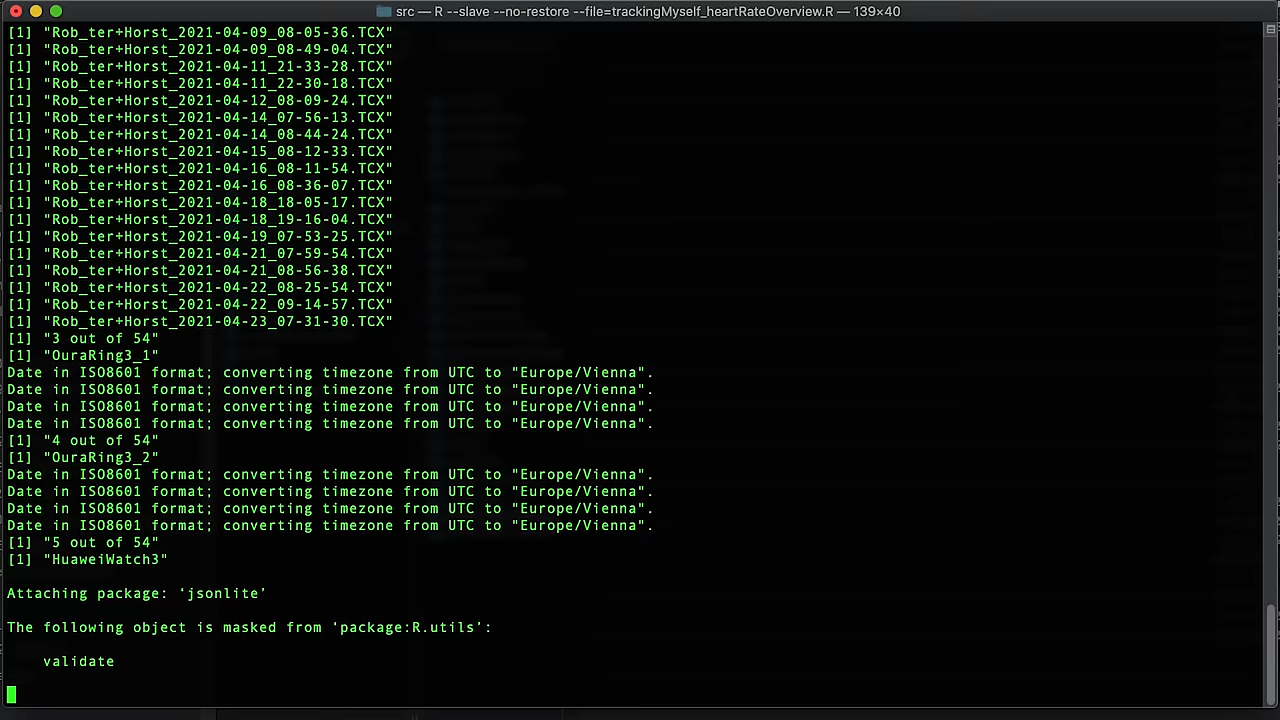 src — R --slave --no-restore --file=trackingMyself_heartRateOverview.R — 139×40
[1] "Rob_ter+Horst_2021-04-09_08-05-36.TCX"
[1] "Rob_ter+Horst_2021-04-09_08-49-04.TCX"
[1] "Rob_ter+Horst_2021-04-11_21-33-28.TCX"
[1] "Rob_ter+Horst_2021-04-11_22-30-18.TCX"
[1] "Rob_ter+Horst_2021-04-12_08-09-24.TCX"
[1] "Rob_ter+Horst_2021-04-14_07-56-13.TCX"
[1] "Rob_ter+Horst_2021-04-14_08-44-24.TCX"
[1] "Rob_ter+Horst_2021-04-15_08-12-33.TCX"
[1] "Rob_ter+Horst_2021-04-16_08-11-54.TCX"
[1] "Rob_ter+Horst_2021-04-16_08-36-07.TCX"
[1] "Rob_ter+Horst_2021-04-18_18-05-17.TCX"
[1] "Rob_ter+Horst_2021-04-18_19-16-04.TCX"
[1] "Rob_ter+Horst_2021-04-19_07-53-25.TCX"
[1] "Rob_ter+Horst_2021-04-21_07-59-54.TCX"
[1] "Rob_ter+Horst_2021-04-21_08-56-38.TCX"
[1] "Rob_ter+Horst_2021-04-22_08-25-54.TCX"
[1] "Rob_ter+Horst_2021-04-22_09-14-57.TCX"
[1] "Rob_ter+Horst_2021-04-23_07-31-30.TCX"
[1] "3 out of 54"
[1] "OuraRing3_1"
Date in ISO8601 format; converting timezone from UTC to "Europe/Vienna".
Date in ISO8601 format; converting timezone from UTC to "Europe/Vienna".
Date in ISO8601 format; converting timezone from UTC to "Europe/Vienna".
Date in ISO8601 format; converting timezone from UTC to "Europe/Vienna".
[1] "4 out of 54"
[1] "OuraRing3_2"
Date in ISO8601 format; converting timezone from UTC to "Europe/Vienna".
Date in ISO8601 format; converting timezone from UTC to "Europe/Vienna".
Date in ISO8601 format; converting timezone from UTC to "Europe/Vienna".
Date in ISO8601 format; converting timezone from UTC to "Europe/Vienna".
[1] "5 out of 54"
[1] "HuaweiWatch3"
Attaching package: ‘jsonlite’
The following object is masked from ‘package:R.utils’:
validate